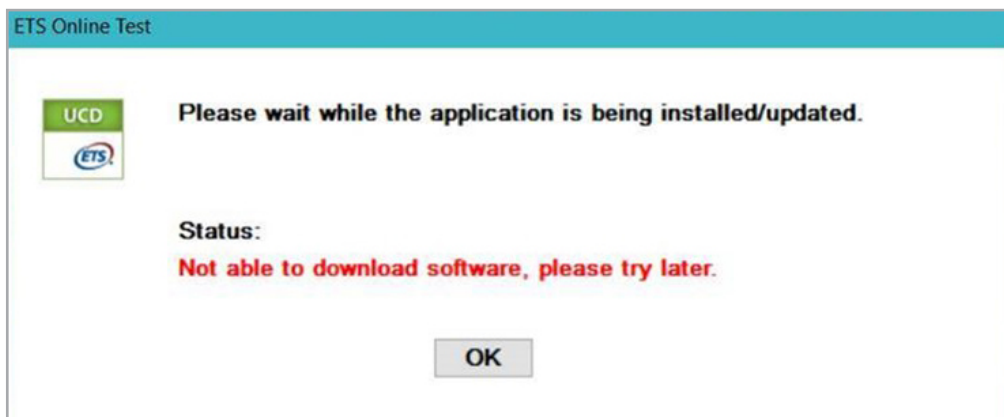 ETS Online Test
UCD
Please wait while the application is being installed/updated.
ETS
Status:
Not able to download software, please try later.
OK